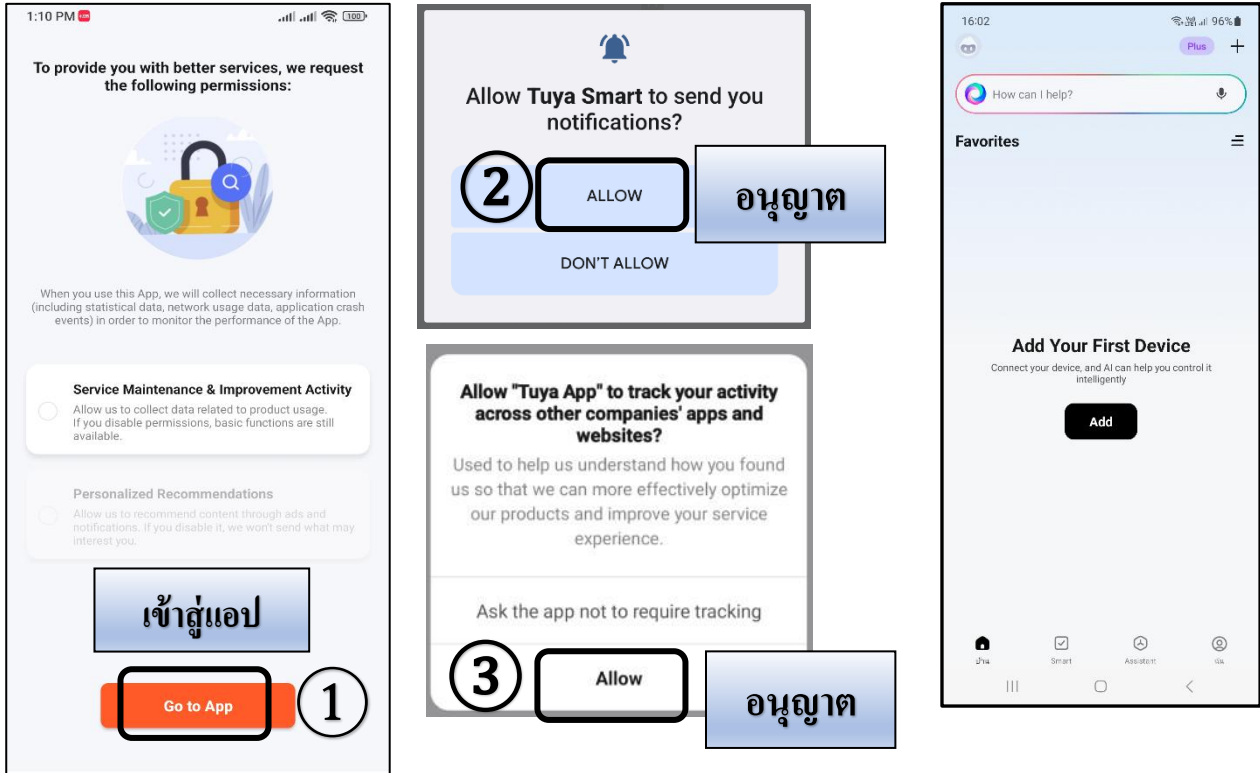 1:10 PM
100
To provide you with better services, we request
the following permissions:
When you use this App, we will collect necessary information
(including statistical data, network usage data, application crash
events) in order to monitor the performance of the App.
Service Maintenance & Improvement Activity
Allow us to collect data related to product usage.
If you disable permissions, basic functions are still
available.
Personalized Recommendations
Allow us to recommend content through ads and
notifications. If you disable it, we won't send what may
interest you.
เข้าสู่แอป
Go to App
1
Allow Tuya Smart to send you
notifications?
2
ALLOW
อนุญาต
DON'T ALLOW
Allow "Tuya App" to track your activity
across other companies' apps and
websites?
Used to help us understand how you found
us so that we can more effectively optimize
our products and improve your service
experience.
Ask the app not to require tracking
3
Allow
อนุญาต
16:02
96%
Plus
How can I help?
Favorites
Add Your First Device
Connect your device, and AI can help you control it
intelligently
Add
บ้าน Smart Assistant ฉัน